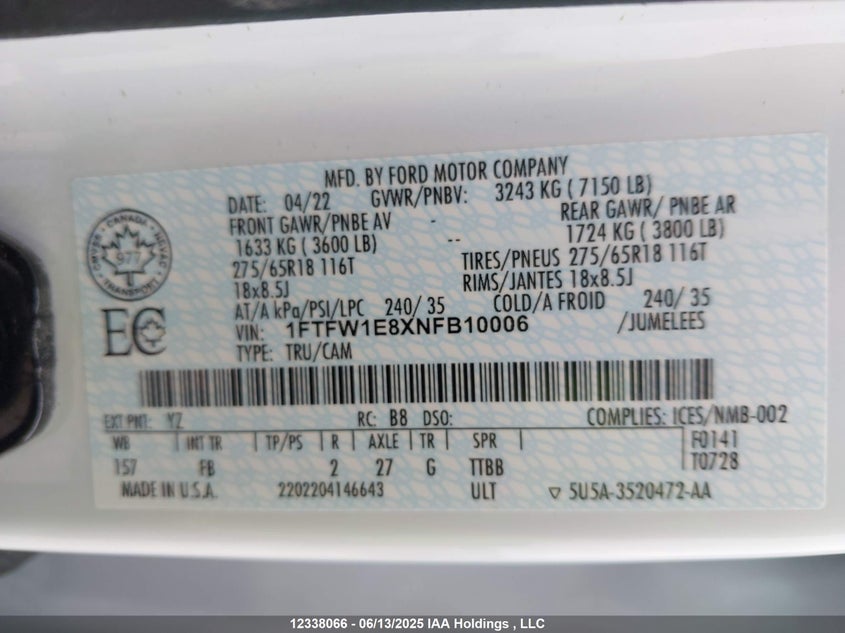 MFD. BY FORD MOTOR COMPANY
DATE: 04/22 GVWR/PNBV: 3243 KG ( 7150 LB)
FRONT GAWR/PNBE AV - REAR GAWR/ PNBE AR
1633 KG ( 3600 LB) -- 1724 KG ( 3800 LB)
275/65R18 116T TIRES/PNEUS 275/65R18 116T
18x8.5J RIMS/JANTES 18x8.5J
AT/A kPa/PSI/LPC 240/ 35 COLD/A FROID 240/ 35
VIN: 1FTFW1E8XNFB10006 /JUMELEES
TYPE: TRU/CAM
CANADA
977
TRANSPORT
EC
EXT PNT: YZ RC: B8 DSO: COMPLIES: ICES/NMB-002
WB INT TR TP/PS R AXLE TR SPR F0141
157 FB 2 27 G TTBB T0728
MADE IN U.S.A. 2202204146643 ULT ▽ 5U5A-3520472-AA
12338066 - 06/13/2025 IAA Holdings , LLC